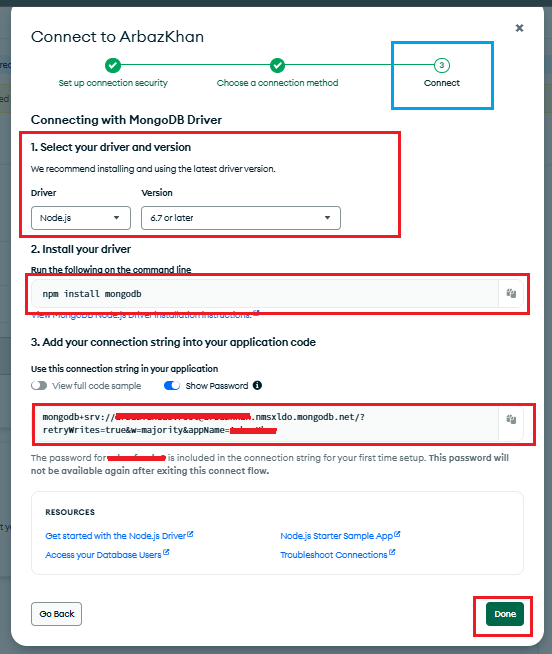 Connect to ArbazKhan
Set up connection security
Choose a connection method
3
Connect
Connecting with MongoDB Driver
1. Select your driver and version
We recommend installing and using the latest driver version.
Driver
Version
Node.js
6.7 or later
2. Install your driver
Run the following on the command line
npm install mongodb
View MongoDB Node.js Driver installation instructions.
3. Add your connection string into your application code
Use this connection string in your application
View full code sample
Show Password
mongodb+srv:// .nmsxldo.mongodb.net/?
retryWrites=true&w=majority&appName=
The password for is included in the connection string for your first time setup. This password will
not be available again after exiting this connect flow.
RESOURCES
Get started with the Node.js Driver
Node.js Starter Sample App
Access your Database Users
Troubleshoot Connections
Go Back
Done